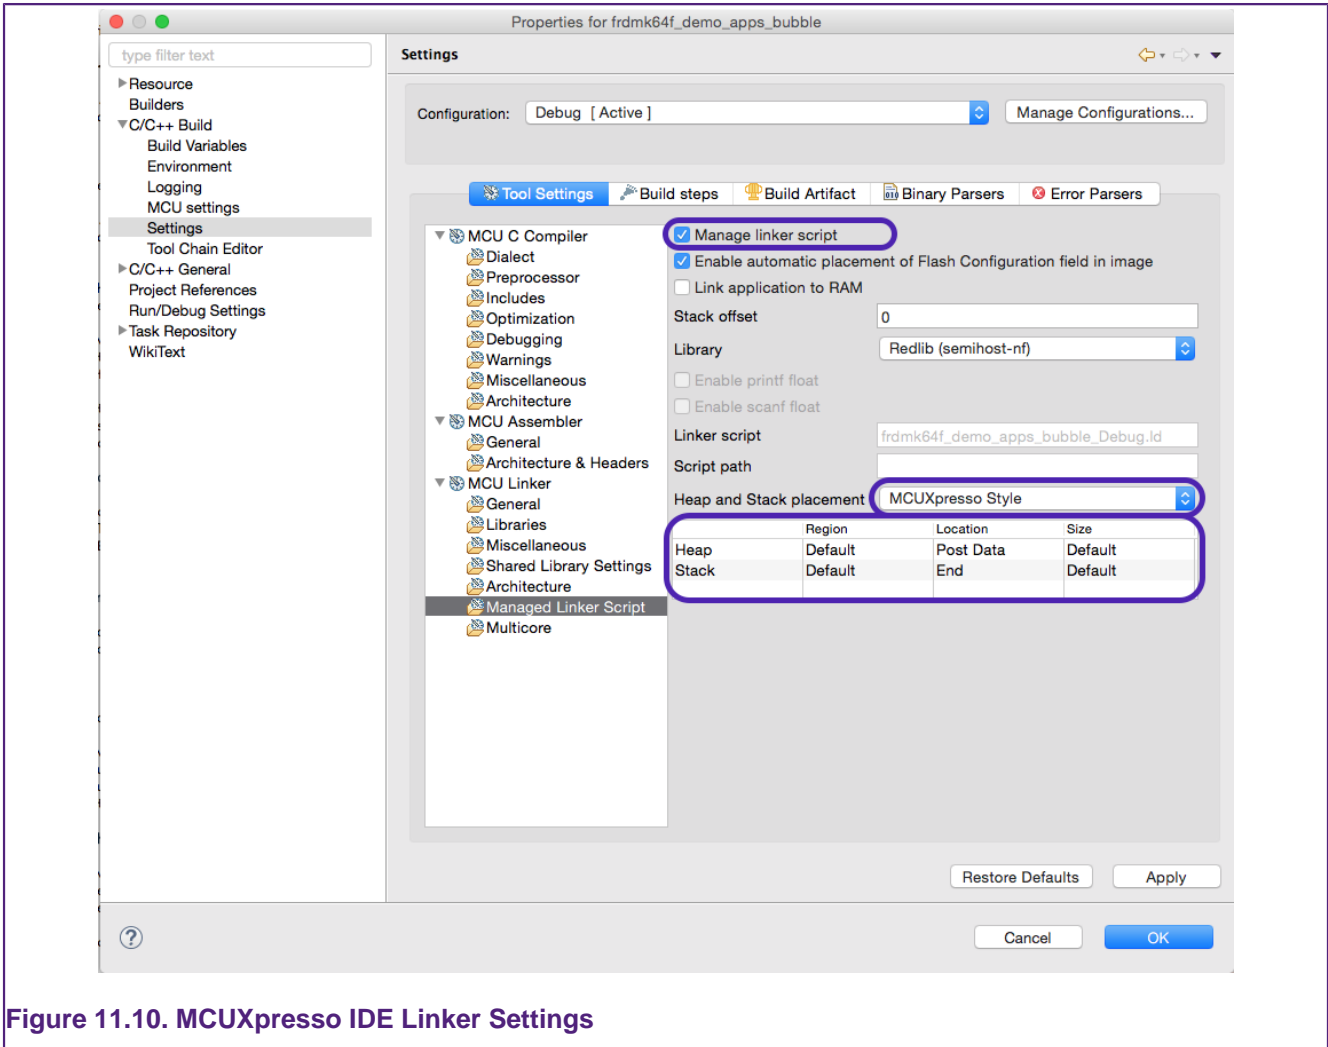 Properties for frdmk64f_demo_apps_bubble
type filter text
Resource
Builders
C/C++ Build
Build Variables
Environment
Logging
MCU settings
Settings
Tool Chain Editor
C/C++ General
Project References
Run/Debug Settings
Task Repository
WikiText
Settings
Configuration: Debug [ Active ] Manage Configurations...
Tool Settings Build steps Build Artifact Binary Parsers Error Parsers
MCU C Compiler
Dialect
Preprocessor
Includes
Optimization
Debugging
Warnings
Miscellaneous
Architecture
MCU Assembler
General
Architecture & Headers
MCU Linker
General
Libraries
Miscellaneous
Shared Library Settings
Architecture
Managed Linker Script
Multicore
Manage linker script
Enable automatic placement of Flash Configuration field in image
Link application to RAM
Stack offset 0
Library Redlib (semihost-nf)
Enable printf float
Enable scanf float
Linker script frdmk64f_demo_apps_bubble_Debug.ld
Script path
Heap and Stack placement MCUXpresso Style
Region Location Size
Heap Default Post Data Default
Stack Default End Default
Restore Defaults Apply
? Cancel OK
Figure 11.10. MCUXpresso IDE Linker Settings